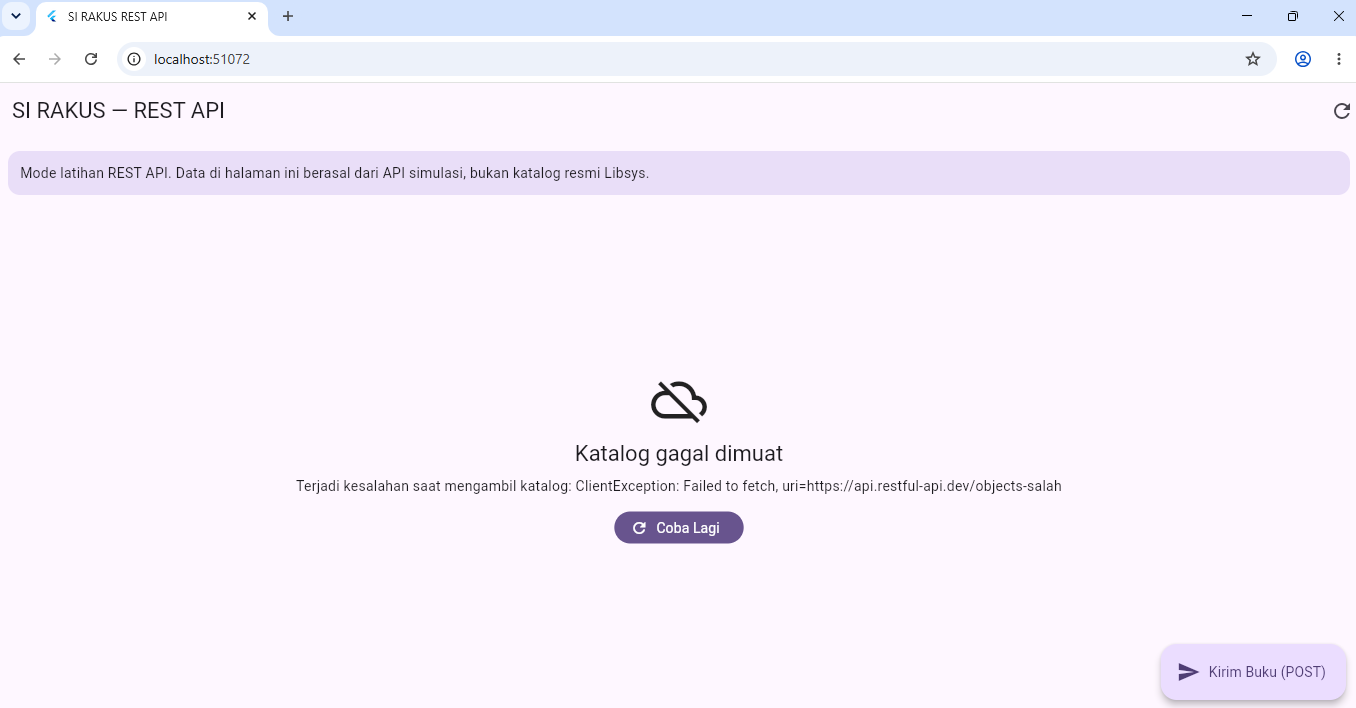 SI RAKUS REST API
localhost:51072
SI RAKUS — REST API
Mode latihan REST API. Data di halaman ini berasal dari API simulasi, bukan katalog resmi Libsys.
Katalog gagal dimuat
Terjadi kesalahan saat mengambil katalog: ClientException: Failed to fetch, uri=https://api.restful-api.dev/objects-salah
Coba Lagi
Kirim Buku (POST)